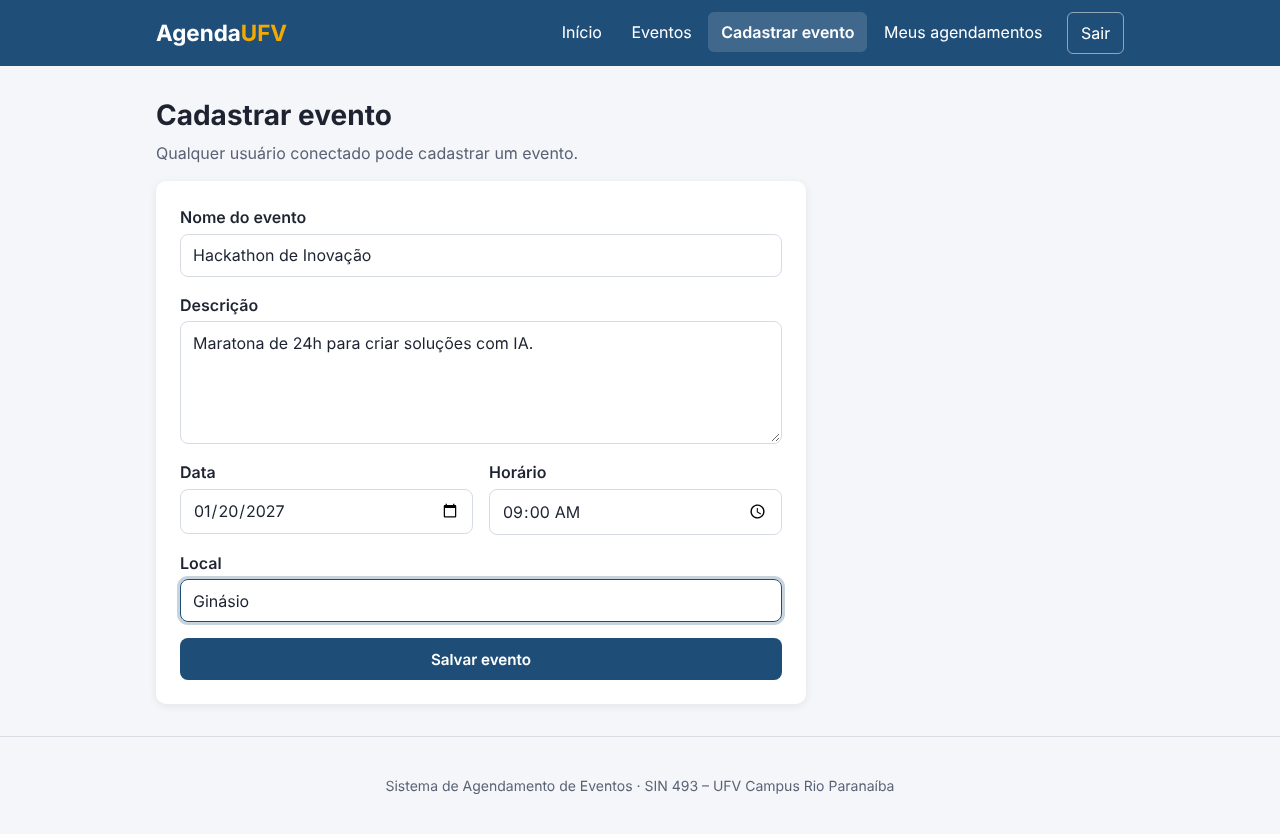 AgendaUFV
Início Eventos Cadastrar evento Meus agendamentos Sair
Cadastrar evento
Qualquer usuário conectado pode cadastrar um evento.
Nome do evento
Hackathon de Inovação
Descrição
Maratona de 24h para criar soluções com IA.
Data Horário
01/20/2027 09:00 AM
Local
Ginásio
Salvar evento
Sistema de Agendamento de Eventos · SIN 493 – UFV Campus Rio Paranaíba